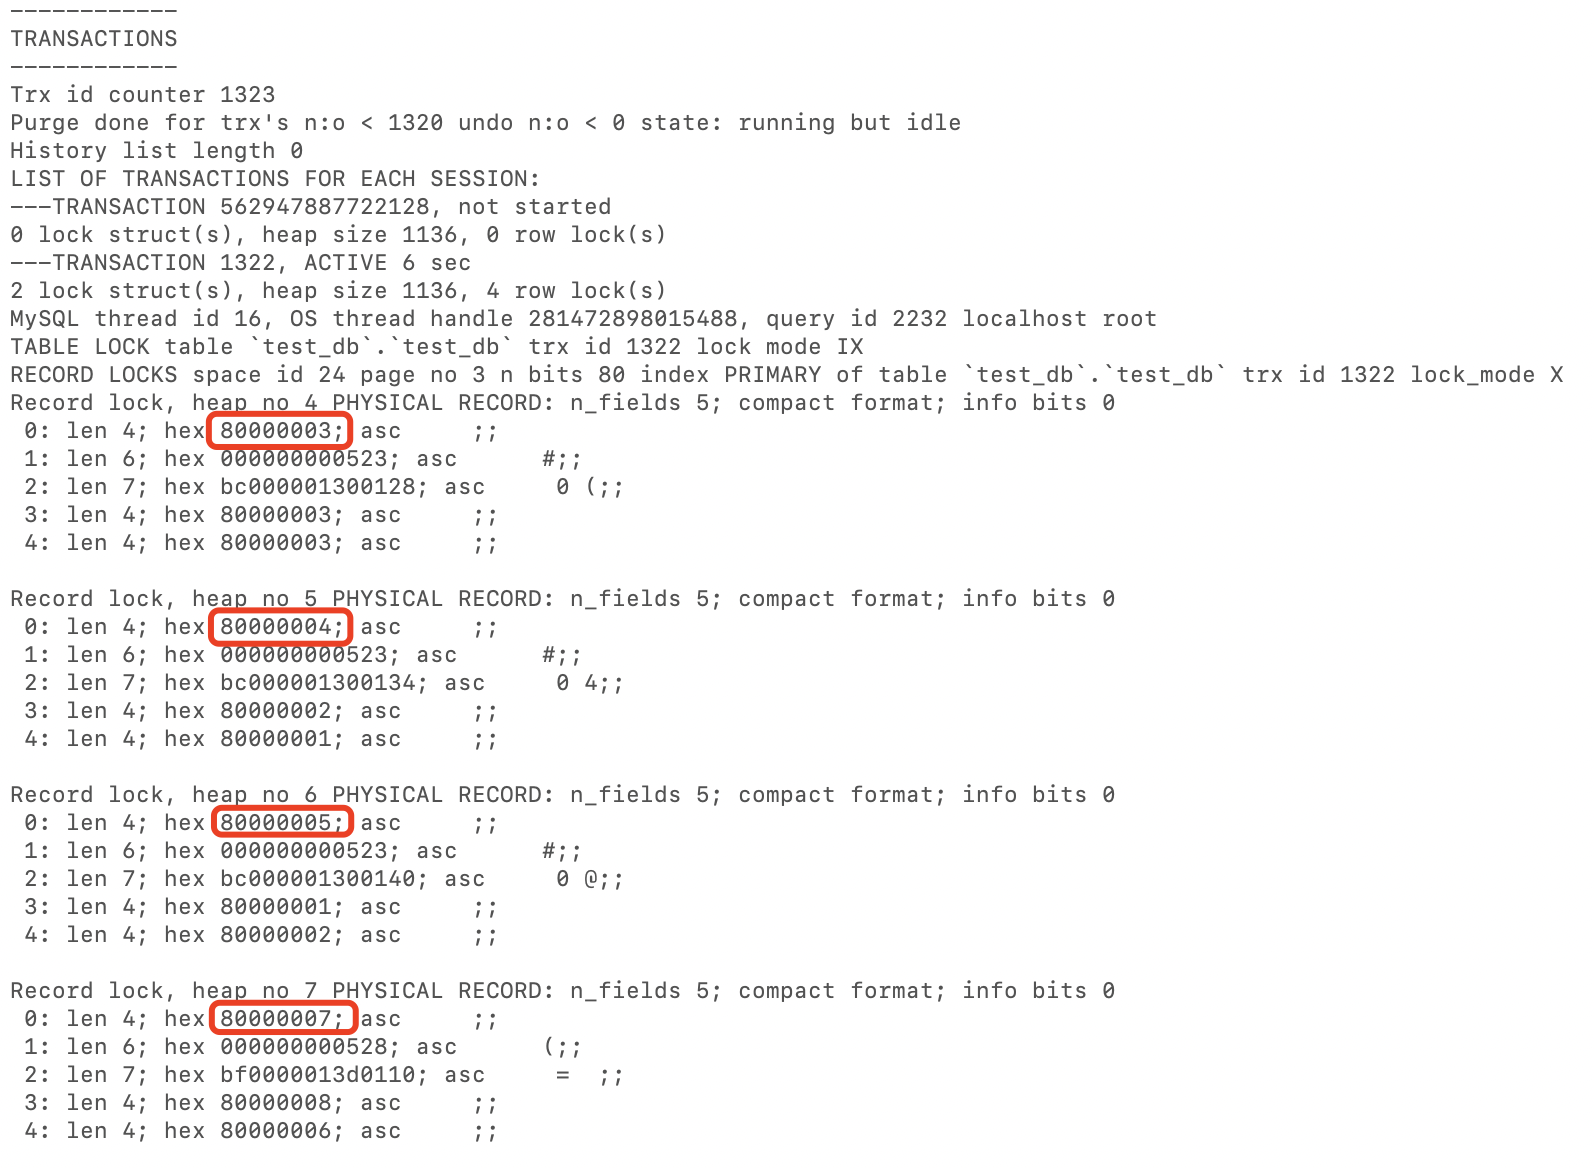 ------------
TRANSACTIONS
------------
Trx id counter 1323
Purge done for trx's n:o < 1320 undo n:o < 0 state: running but idle
History list length 0
LIST OF TRANSACTIONS FOR EACH SESSION:
---TRANSACTION 562947887722128, not started
0 lock struct(s), heap size 1136, 0 row lock(s)
---TRANSACTION 1322, ACTIVE 6 sec
2 lock struct(s), heap size 1136, 4 row lock(s)
MySQL thread id 16, OS thread handle 281472898015488, query id 2232 localhost root
TABLE LOCK table `test_db`.`test_db` trx id 1322 lock mode IX
RECORD LOCKS space id 24 page no 3 n bits 80 index PRIMARY of table `test_db`.`test_db` trx id 1322 lock_mode X
Record lock, heap no 4 PHYSICAL RECORD: n_fields 5; compact format; info bits 0
 0: len 4; hex 80000003; asc     ;;
 1: len 6; hex 000000000523; asc      #;;
 2: len 7; hex bc000001300128; asc     0 (;;
 3: len 4; hex 80000003; asc     ;;
 4: len 4; hex 80000003; asc     ;;

Record lock, heap no 5 PHYSICAL RECORD: n_fields 5; compact format; info bits 0
 0: len 4; hex 80000004; asc     ;;
 1: len 6; hex 000000000523; asc      #;;
 2: len 7; hex bc000001300134; asc     0 4;;
 3: len 4; hex 80000002; asc     ;;
 4: len 4; hex 80000001; asc     ;;

Record lock, heap no 6 PHYSICAL RECORD: n_fields 5; compact format; info bits 0
 0: len 4; hex 80000005; asc     ;;
 1: len 6; hex 000000000523; asc      #;;
 2: len 7; hex bc000001300140; asc     0 @;;
 3: len 4; hex 80000001; asc     ;;
 4: len 4; hex 80000002; asc     ;;

Record lock, heap no 7 PHYSICAL RECORD: n_fields 5; compact format; info bits 0
 0: len 4; hex 80000007; asc     ;;
 1: len 6; hex 000000000528; asc      (;;
 2: len 7; hex bf0000013d0110; asc     =  ;;
 3: len 4; hex 80000008; asc     ;;
 4: len 4; hex 80000006; asc     ;;